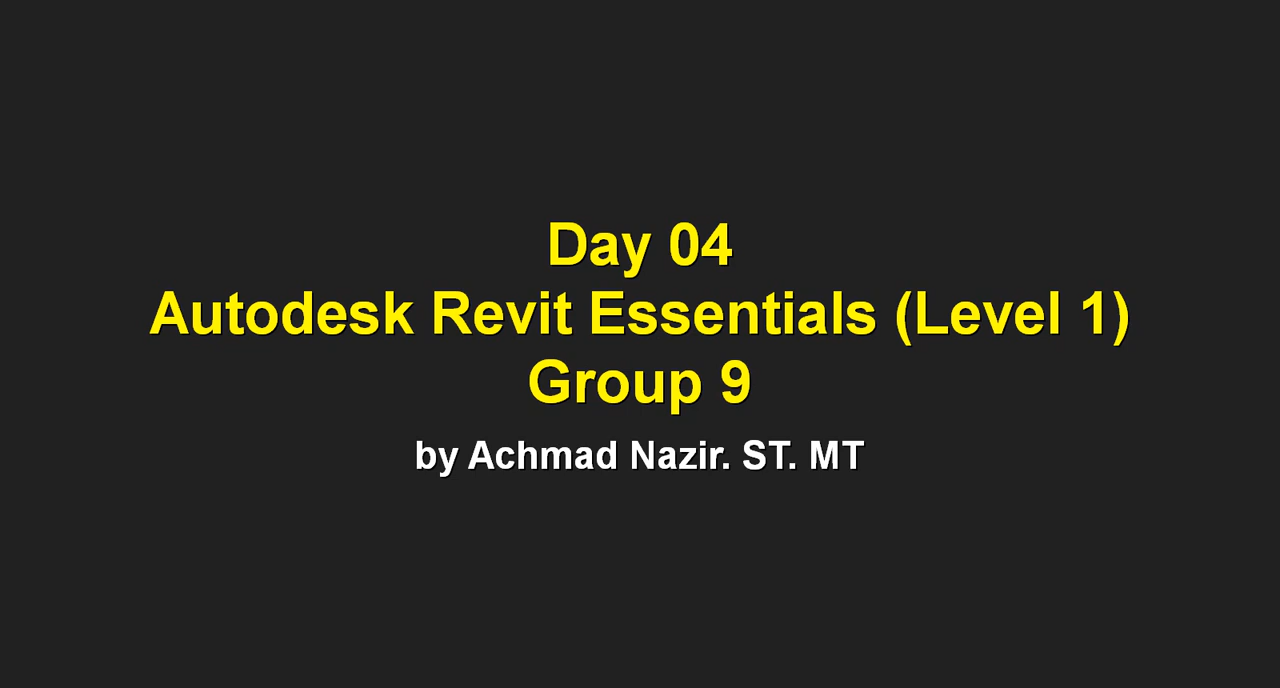 Day 04
Autodesk Revit Essentials (Level 1)
Group 9
by Achmad Nazir. ST. MT